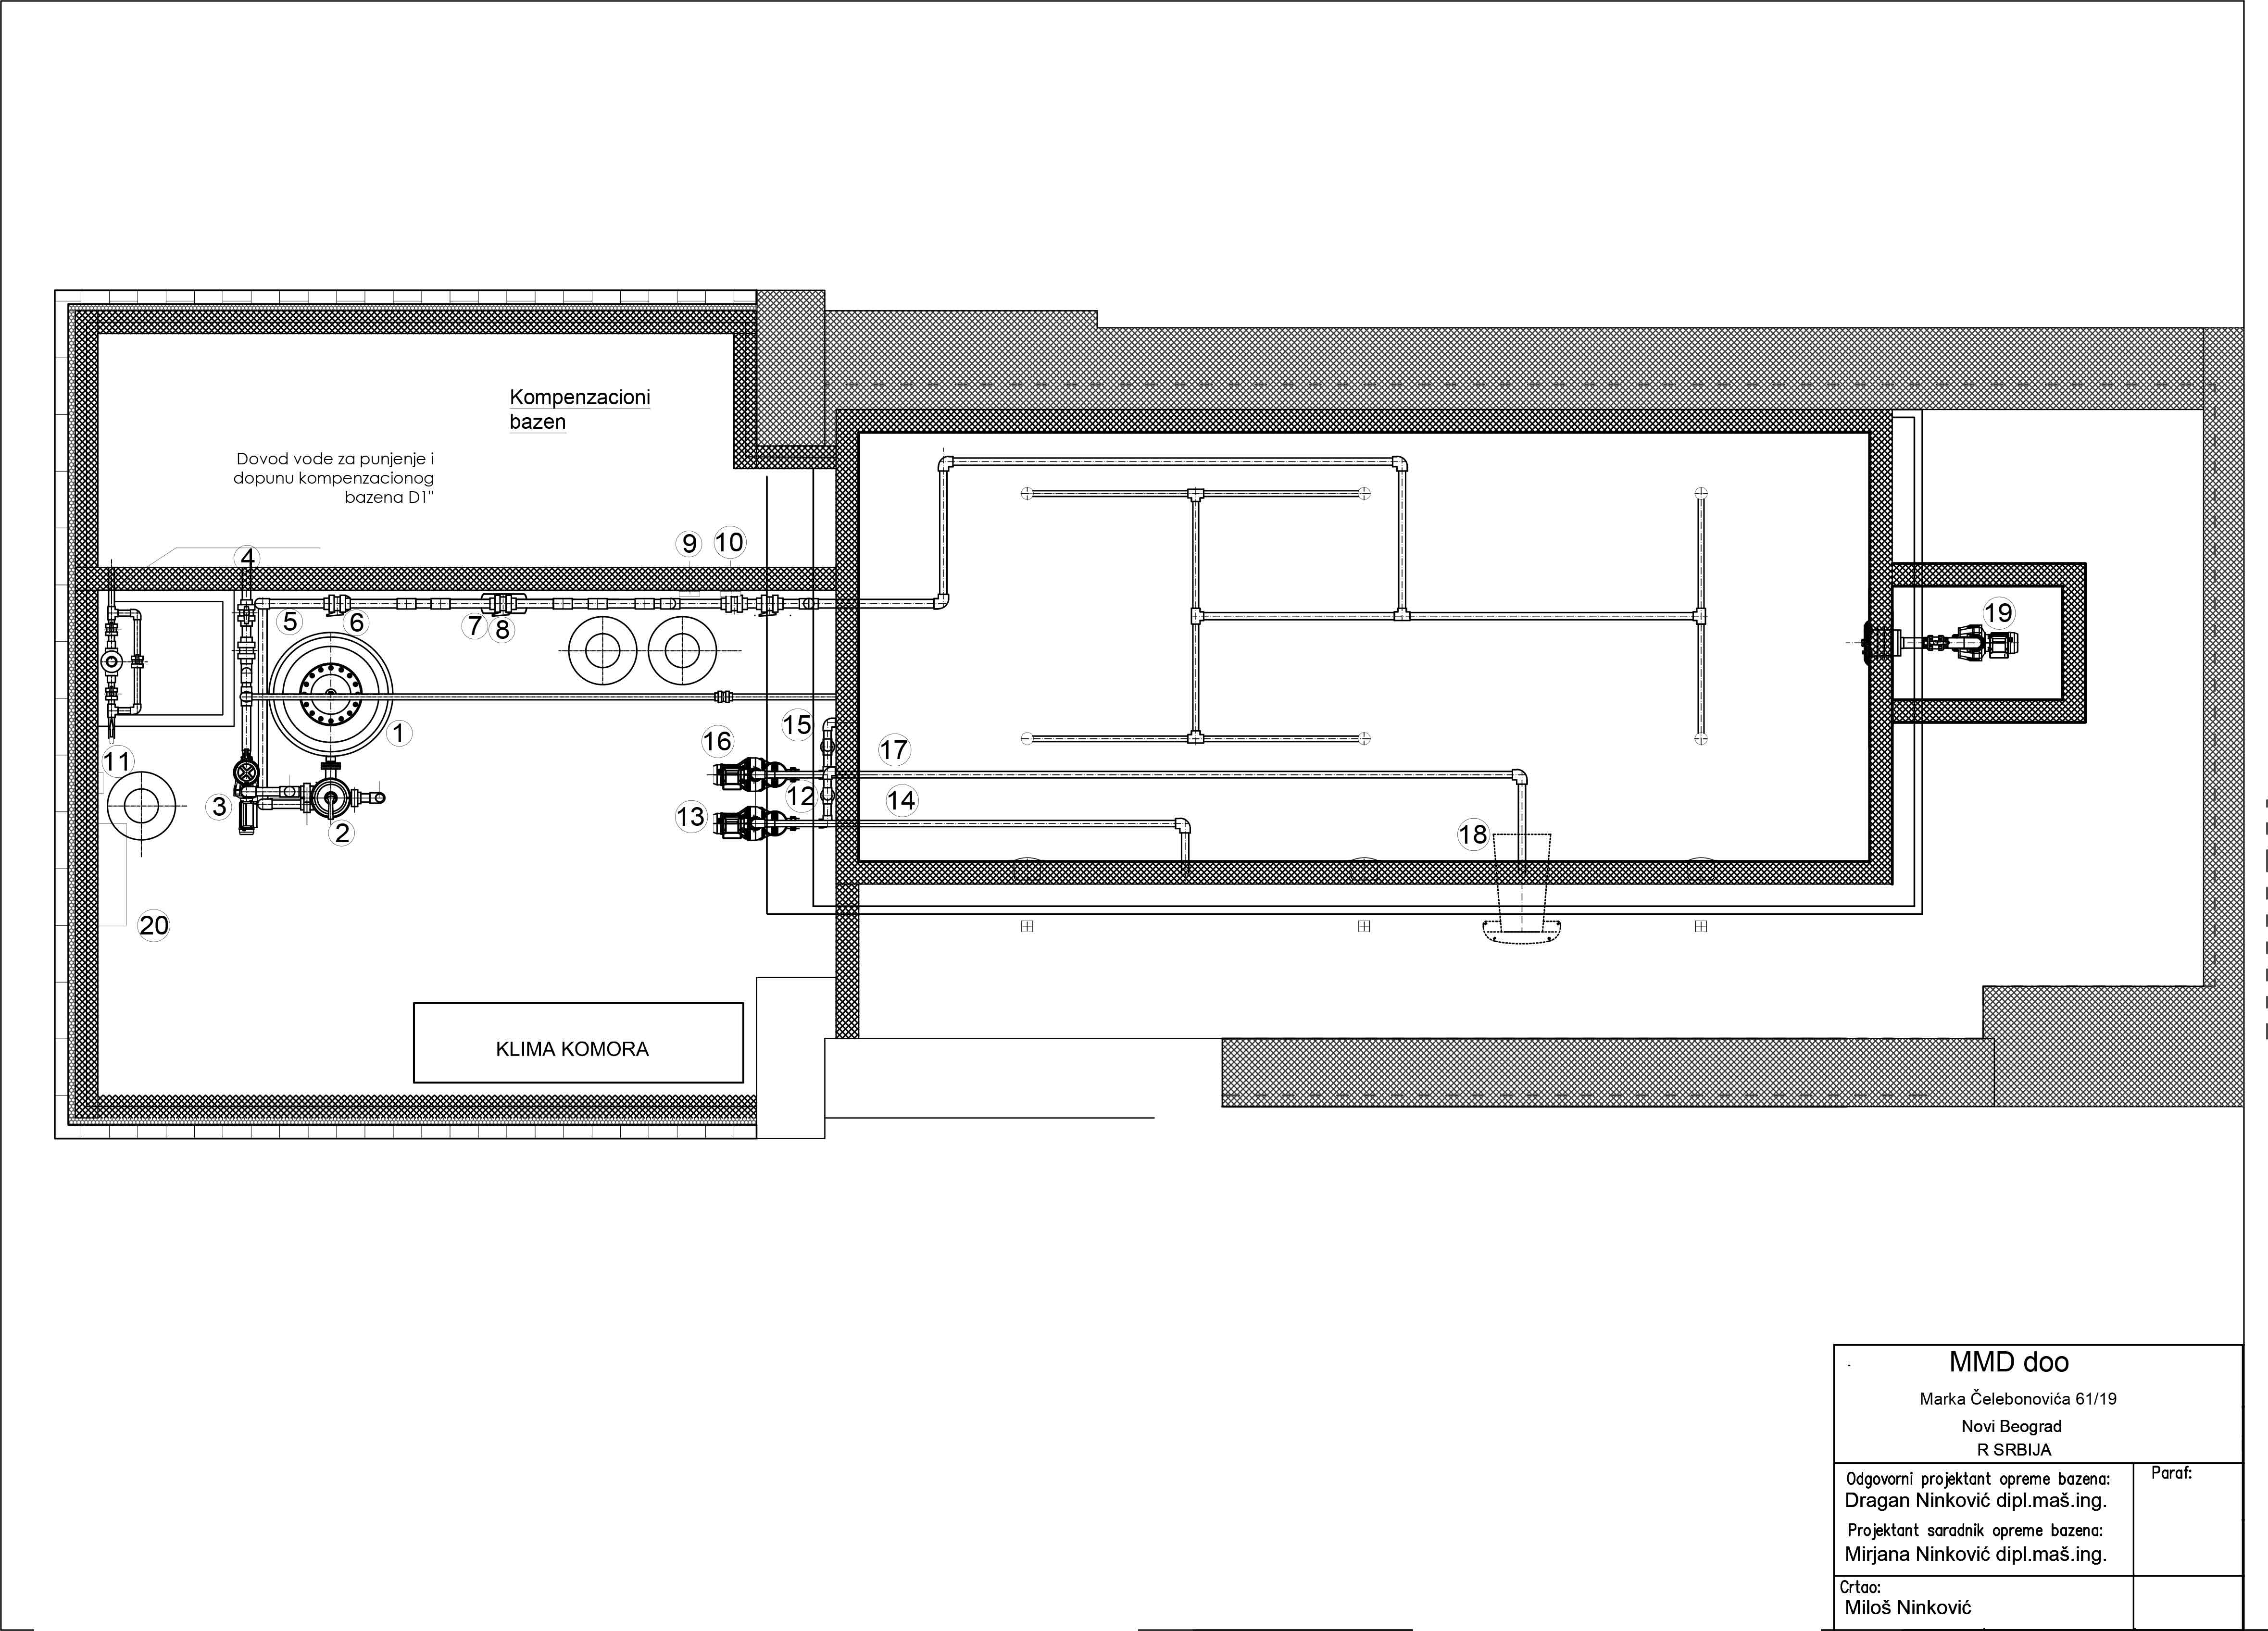 Kompenzacioni
bazen
Dovod vode za punjenje i
dopunu kompenzacionog
bazena D1"
4
9
10
5
6
7
8
19
1
15
16
17
11
12
14
3
13
2
18
20
KLIMA KOMORA
MMD doo
Marka Čelebonovića 61/19
Novi Beograd
R SRBIJA
Odgovorni projektant opreme bazena:
Paraf:
Dragan Ninković dipl.maš.ing.
Projektant saradnik opreme bazena:
Mirjana Ninković dipl.maš.ing.
Crtao:
Miloš Ninković